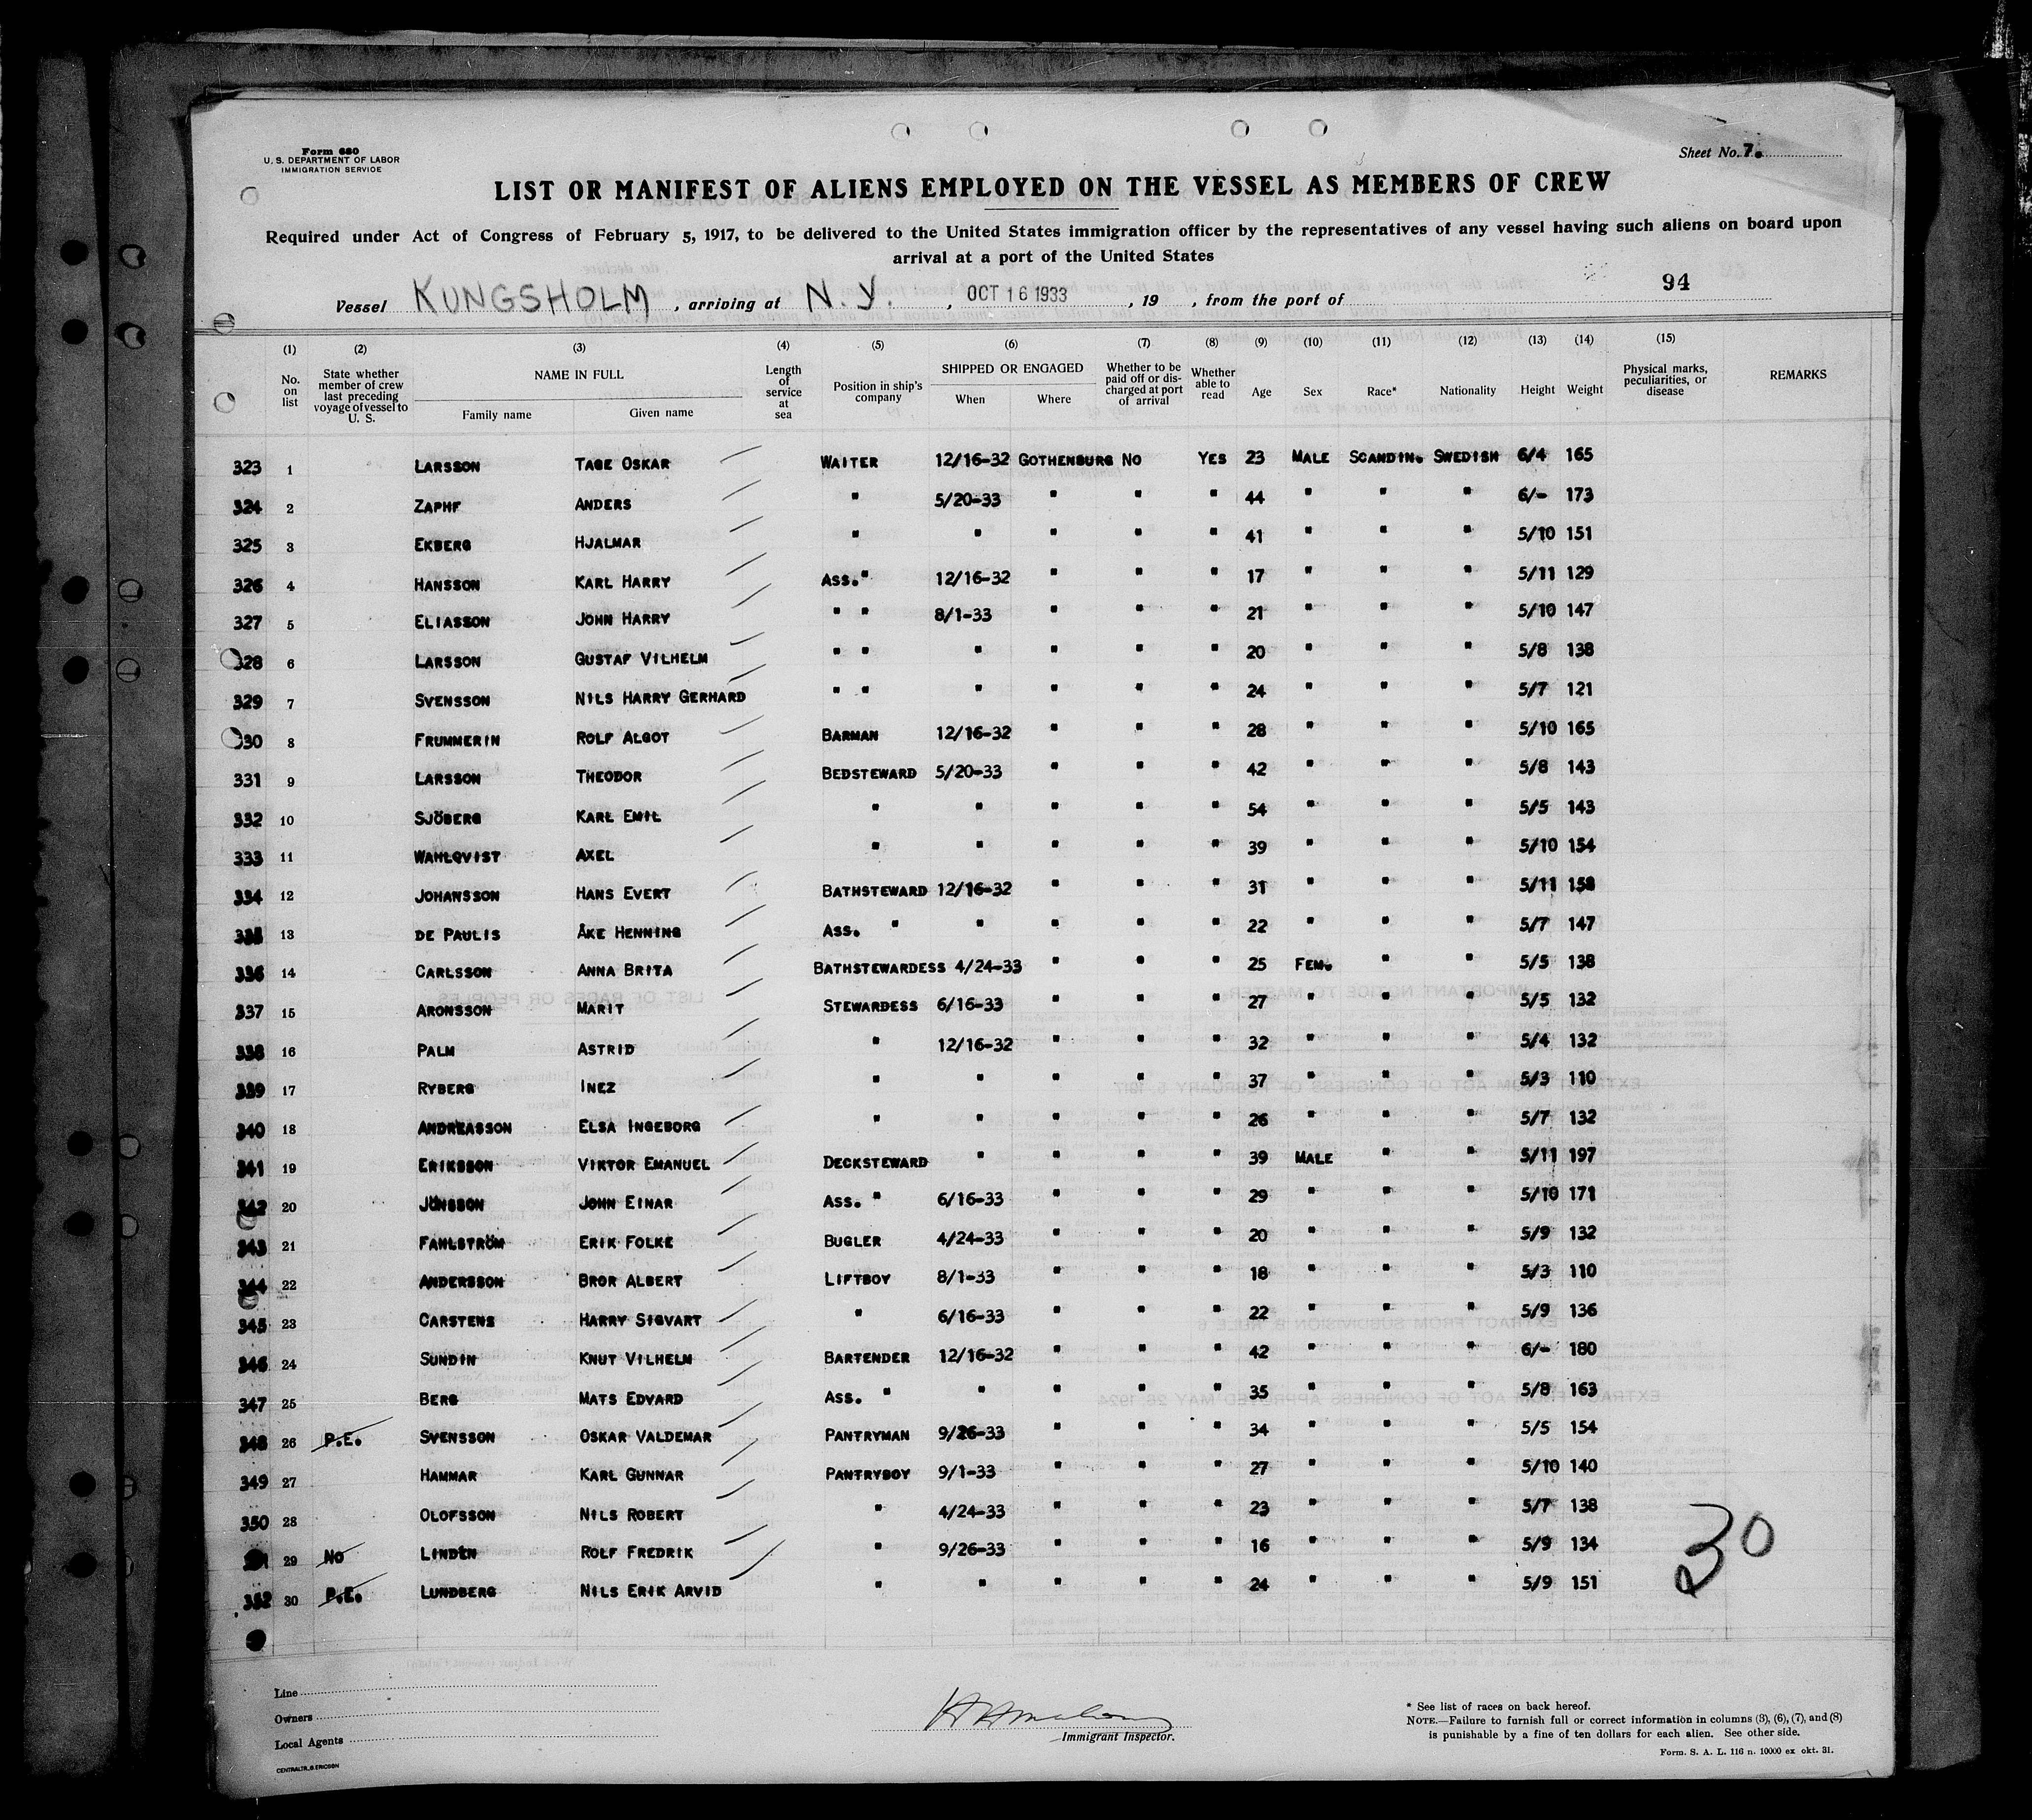 Form 680
U. S. DEPARTMENT OF LABOR
IMMIGRATION SERVICE
Sheet No. 7.
LIST OR MANIFEST OF ALIENS EMPLOYED ON THE VESSEL AS MEMBERS OF CREW
Required under Act of Congress of February 5, 1917, to be delivered to the United States immigration officer by the representatives of any vessel having such aliens on board upon
arrival at a port of the United States
94
Vessel KUNGSHOLM, arriving at N.Y., OCT 16 1933, 19 , from the port of
(1) (2) (3) (4) (5) (6) (7) (8) (9) (10) (11) (12) (13) (14) (15)
No. on list | State whether member of crew last preceding voyage of vessel to U. S. | NAME IN FULL | Family name | Given name | Length of service at sea | Position in ship's company | SHIPPED OR ENGAGED | When | Where | Whether to be paid off or discharged at port of arrival | Whether able to read | Age | Sex | Race* | Nationality | Height | Weight | Physical marks, peculiarities, or disease | REMARKS
323 1 LARSSON TAGE OSKAR WAITER 12/16-32 GOTHENBURG NO YES 23 MALE SCANDIN. SWEDISH 6/4 165
324 2 ZAPHF ANDERS " 5/20-33 " " " 44 " " " 6/- 173
325 3 EKBERG HJALMAR " " " " " 41 " " " 5/10 151
326 4 HANSSON KARL HARRY ASS." 12/16-32 " " " 17 " " " 5/11 129
327 5 ELIASSON JOHN HARRY " " 8/1-33 " " " 21 " " " 5/10 147
328 6 LARSSON GUSTAF VILHELM " " " " " " 20 " " " 5/8 138
329 7 SVENSSON NILS HARRY GERHARD " " " " " " 24 " " " 5/7 121
330 8 FRUMMERIN ROLF ALGOT BARMAN 12/16-32 " " " 28 " " " 5/10 165
331 9 LARSSON THEODOR BEDSTEWARD 5/20-33 " " " 42 " " " 5/8 143
332 10 SJÖBERG KARL EMIL " " " " " 54 " " " 5/5 143
333 11 WAHLQVIST AXEL " " " " " 39 " " " 5/10 154
334 12 JOHANSSON HANS EVERT BATHSTEWARD 12/16-32 " " " 31 " " " 5/11 158
335 13 DE PAULIS ÅKE HENNING ASS. " " " " " 22 " " " 5/7 147
336 14 CARLSSON ANNA BRITA BATHSTEWARDESS 4/24-33 " " " 25 FEM. " " 5/5 138
337 15 ARONSSON MARIT STEWARDESS 6/16-33 " " " 27 " " " 5/5 132
338 16 PALM ASTRID " 12/16-32 " " " 32 " " " 5/4 132
339 17 RYBERG INEZ " " " " " 37 " " " 5/3 110
340 18 ANDREASSON ELSA INGEBORG " " " " " 26 " " " 5/7 132
341 19 ERIKSSON VIKTOR EMANUEL DECKSTEWARD " " " " 39 MALE " " 5/11 197
342 20 JÖNSSON JOHN EINAR ASS. " 6/16-33 " " " 29 " " " 5/10 171
343 21 FAHLSTRÖM ERIK FOLKE BUGLER 4/24-33 " " " 20 " " " 5/9 132
344 22 ANDERSSON BROR ALBERT LIFTBOY 8/1-33 " " " 18 " " " 5/3 110
345 23 CARSTENS HARRY SIGVART " 6/16-33 " " " 22 " " " 5/9 136
346 24 SUNDIN KNUT VILHELM BARTENDER 12/16-32 " " " 42 " " " 6/- 180
347 25 BERG MATS EDVARD ASS. " " " " " 35 " " " 5/8 163
348 26 P.E. SVENSSON OSKAR VALDEMAR PANTRYMAN 9/26-33 " " " 34 " " " 5/5 154
349 27 HAMMAR KARL GUNNAR PANTRYBOY 9/1-33 " " " 27 " " " 5/10 140
350 28 OLOFSSON NILS ROBERT " 4/24-33 " " " 23 " " " 5/7 138
29 NO LINDÉN ROLF FREDRIK " 9/26-33 " " " 16 " " " 5/9 134
352 30 P.E. LUNDBERG NILS ERIK ARVID " " " " " 24 " " " 5/9 151
30
Line
Owners
Local Agents
CENTRALTR., G. ERICSON
Immigrant Inspector.
* See list of races on back hereof.
NOTE.—Failure to furnish full or correct information in columns (3), (6), (7), and (8)
is punishable by a fine of ten dollars for each alien. See other side.
Form. S. A. L. 116 n. 10000 ex okt. 31.